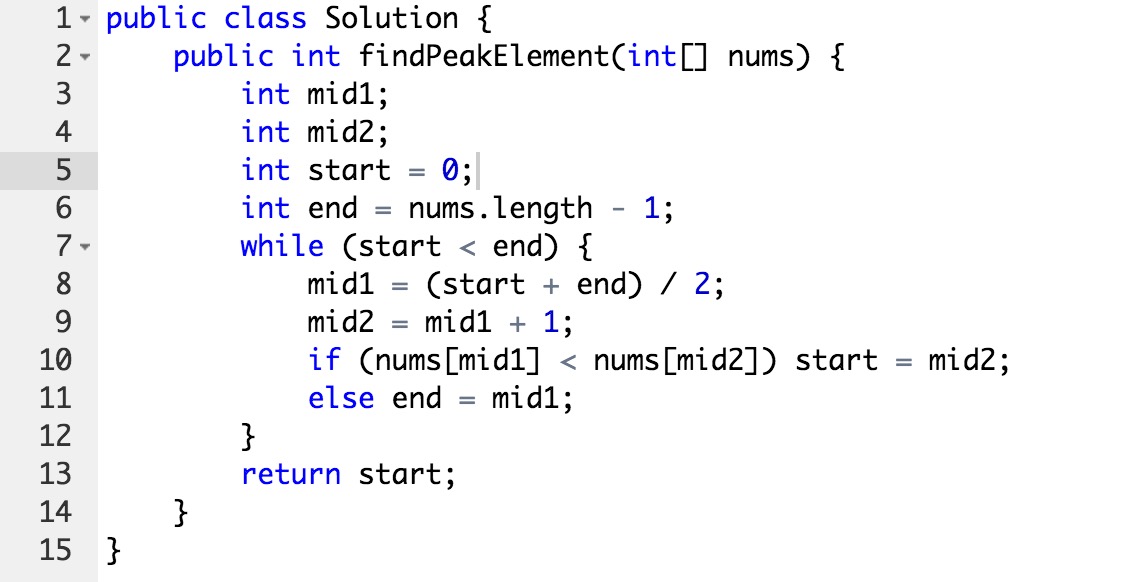 1 public class Solution {
2     public int findPeakElement(int[] nums) {
3         int mid1;
4         int mid2;
5         int start = 0;
6         int end = nums.length - 1;
7         while (start < end) {
8             mid1 = (start + end) / 2;
9             mid2 = mid1 + 1;
10             if (nums[mid1] < nums[mid2]) start = mid2;
11             else end = mid1;
12         }
13         return start;
14     }
15 }